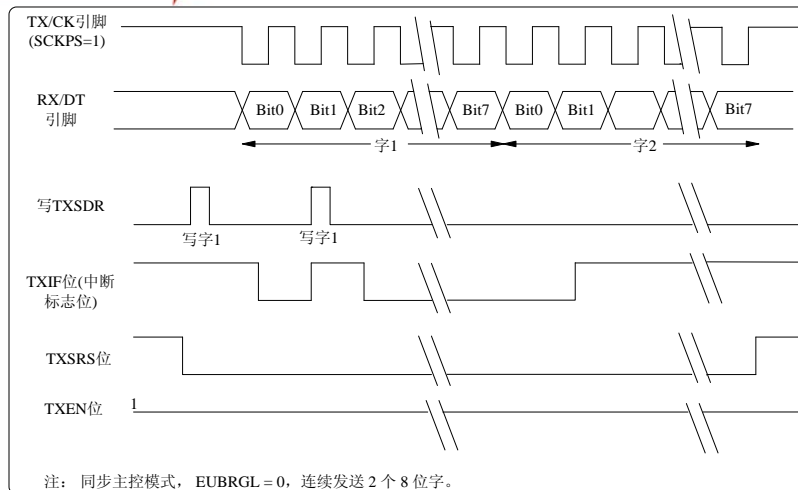 TX/CK引脚
(SCKPS=1)
RX/DT
引脚
Bit0 Bit1 Bit2 Bit7 Bit0 Bit1 Bit7
字1 字2
写TXSDR
写字1 写字1
TXIF位(中断
标志位)
TXSRS位
TXEN位 1
注： 同步主控模式， EUBRGL = 0，连续发送 2 个 8 位字。